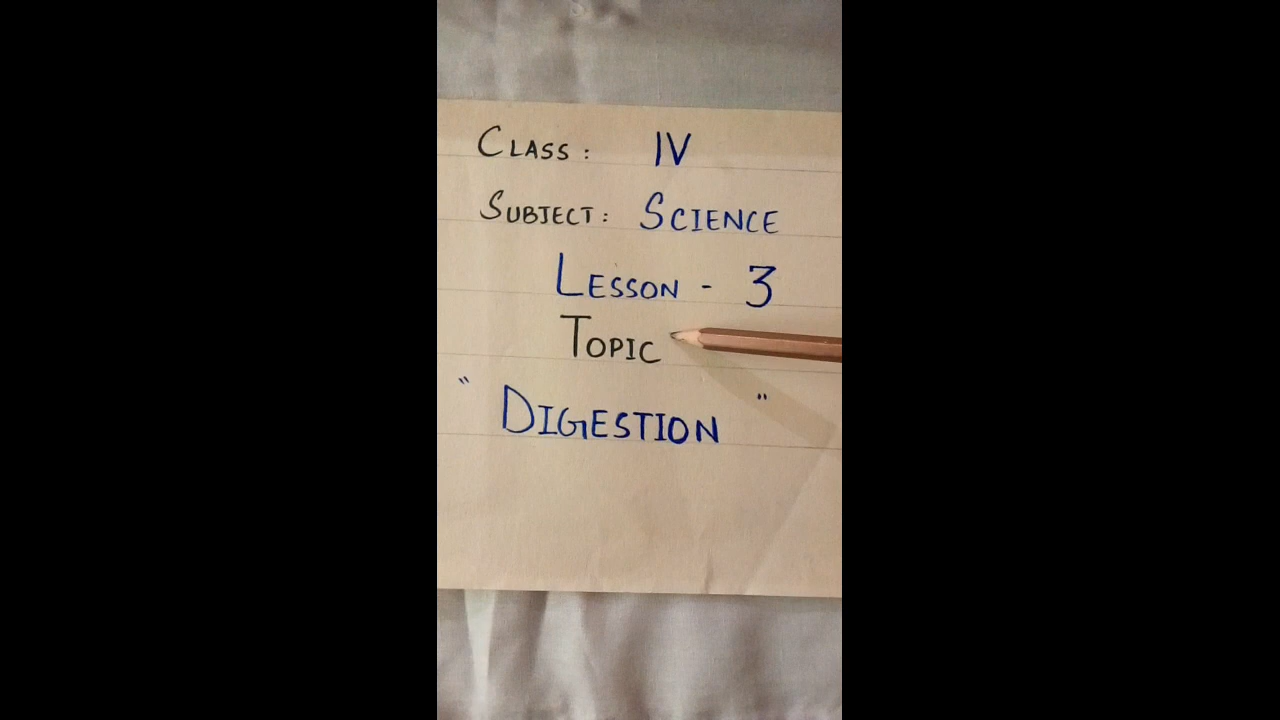 CLASS: IV
SUBJECT: SCIENCE
LESSON - 3
TOPIC
" DIGESTION "